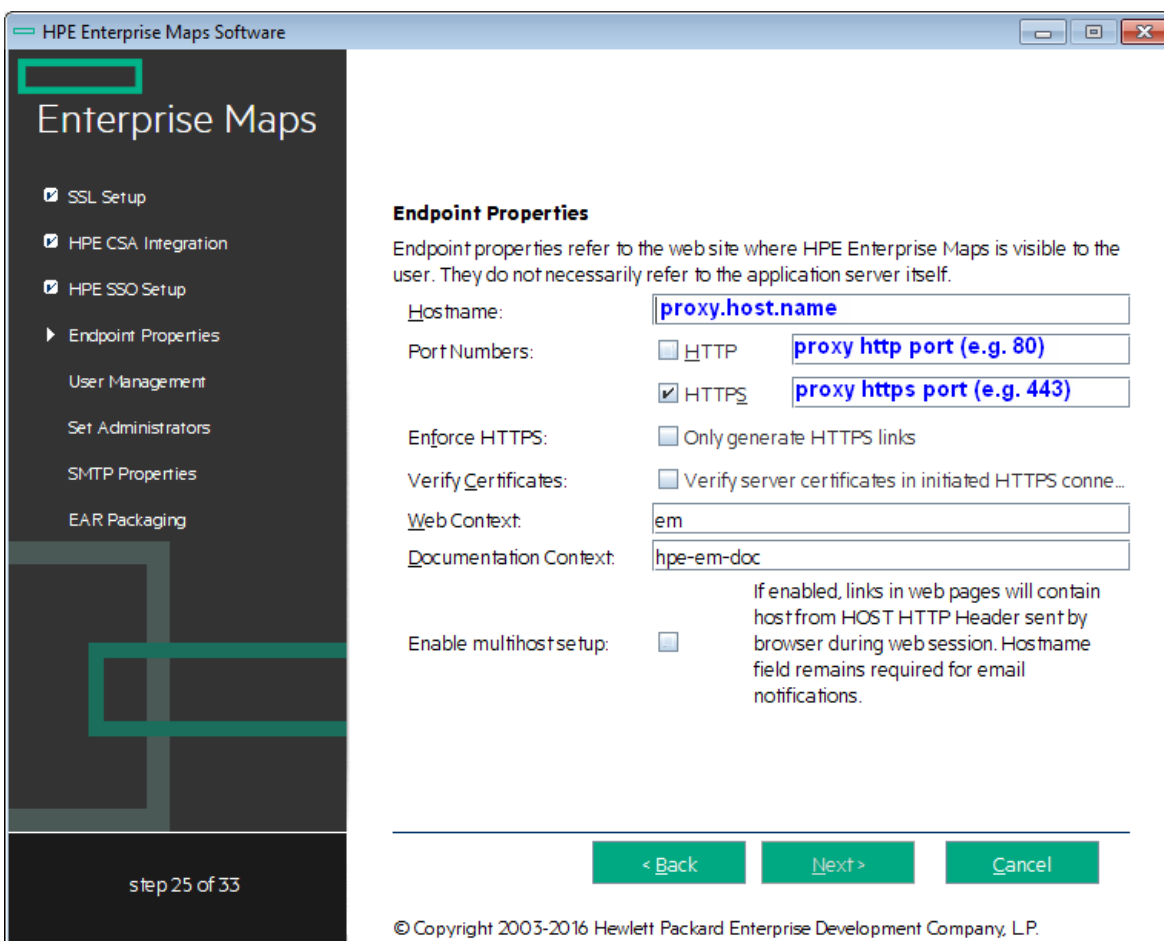 HPE Enterprise Maps Software
Enterprise Maps
SSL Setup
HPE CSA Integration
HPE SSO Setup
Endpoint Properties
User Management
Set Administrators
SMTP Properties
EAR Packaging
step 25 of 33
Endpoint Properties
Endpoint properties refer to the web site where HPE Enterprise Maps is visible to the
user. They do not necessarily refer to the application server itself.
Hostname: proxy.host.name
Port Numbers: HTTP proxy http port (e.g. 80)
HTTPS proxy https port (e.g. 443)
Enforce HTTPS: Only generate HTTPS links
Verify Certificates: Verify server certificates in initiated HTTPS conne...
Web Context: em
Documentation Context: hpe-em-doc
Enable multihost setup:
If enabled, links in web pages will contain
host from HOST HTTP Header sent by
browser during web session. Hostname
field remains required for email
notifications.
< Back Next > Cancel
© Copyright 2003-2016 Hewlett Packard Enterprise Development Company, L.P.